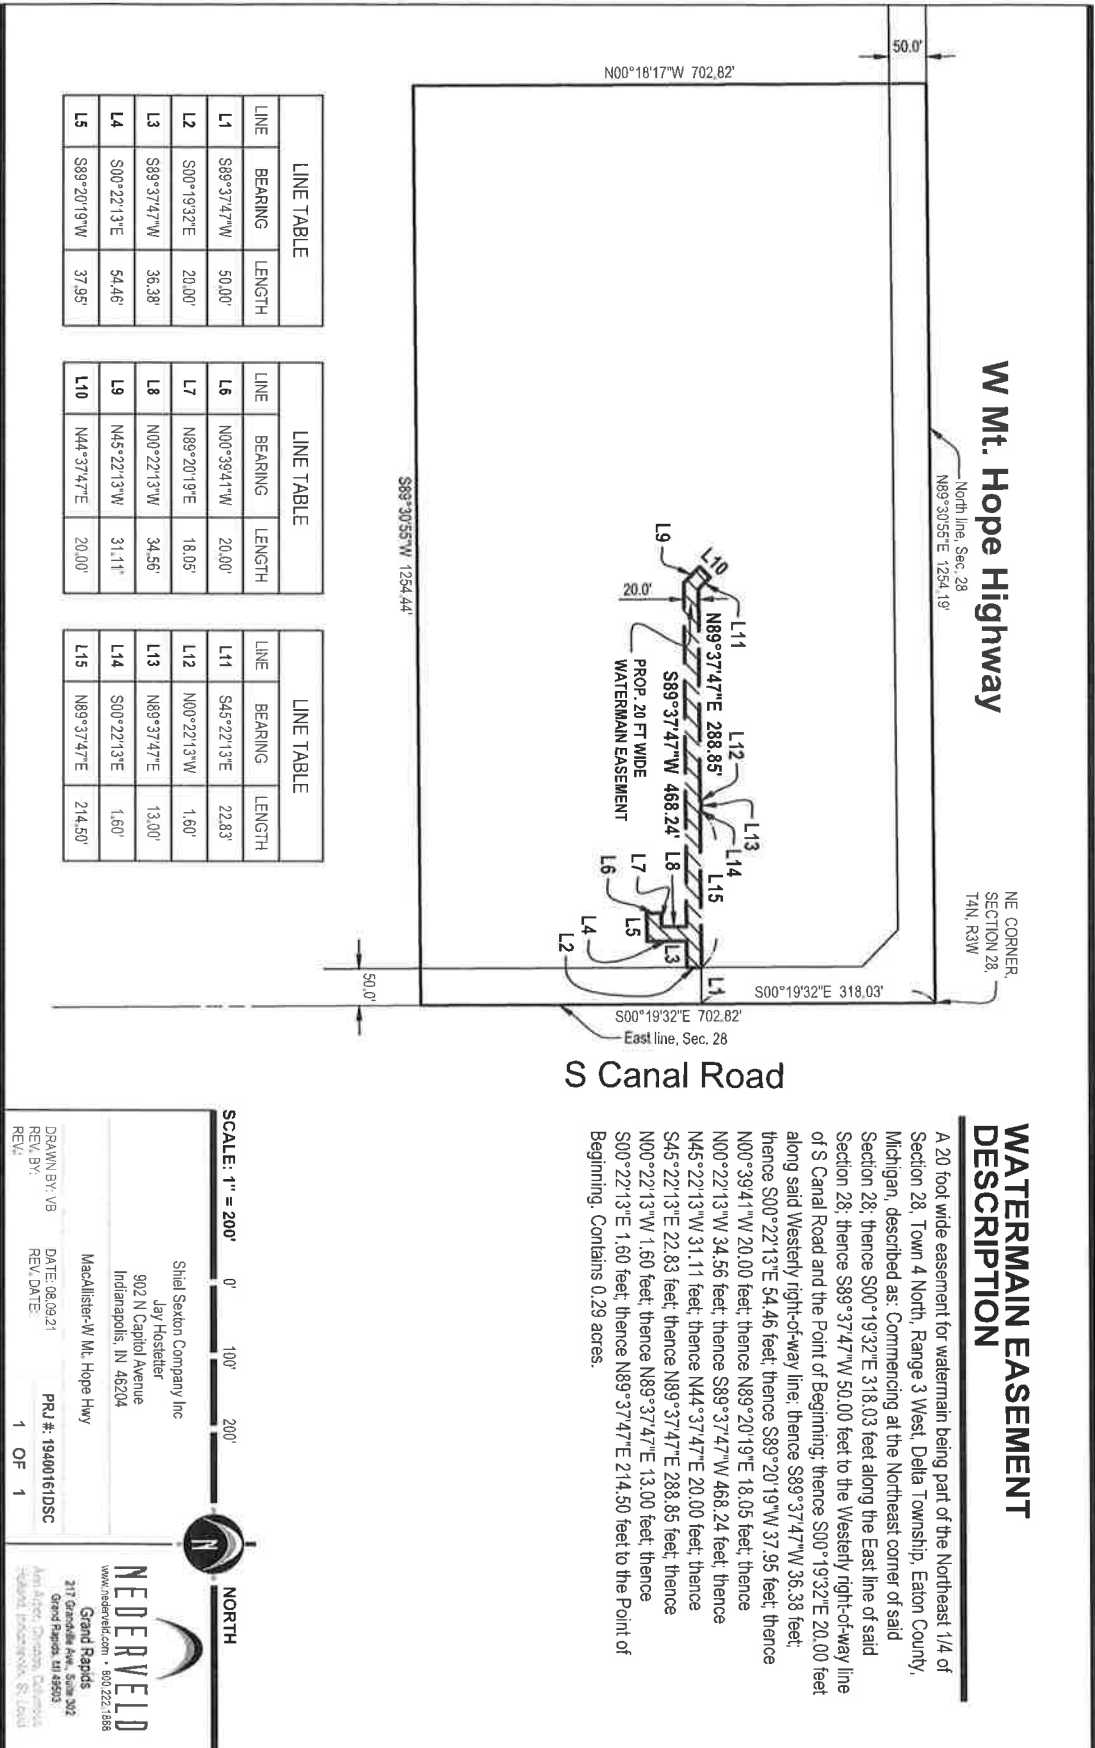 W Mt. Hope Highway
North line, Sec. 28
N89°30'55"E 1254.19'
NE CORNER,
SECTION 28,
T4N, R3W
50.0'
N00°18'17"W 702.82'
S00°19'32"E 318.03'
S00°19'32"E 702.82'
East line, Sec. 28
S Canal Road
L10
L9
L11
N89°37'47"E 288.85'
L12
L13
L14
L15
S89°37'47"W 468.24'
20.0'
PROP. 20 FT WIDE
WATERMAIN EASEMENT
L8
L7
L6
L5
L4
L3
L2
L1
50.0'
S89°30'55"W 1254.44'
LINE TABLE
LINE BEARING LENGTH
L1 S89°37'47"W 50.00'
L2 S00°19'32"E 20.00'
L3 S89°37'47"W 36.38'
L4 S00°22'13"E 54.46'
L5 S89°20'19"W 37.95'
LINE TABLE
LINE BEARING LENGTH
L6 N00°39'41"W 20.00'
L7 N89°20'19"E 18.05'
L8 N00°22'13"W 34.56'
L9 N45°22'13"W 31.11'
L10 N44°37'47"E 20.00'
LINE TABLE
LINE BEARING LENGTH
L11 S45°22'13"E 22.83'
L12 N00°22'13"W 1.60'
L13 N89°37'47"E 13.00'
L14 S00°22'13"E 1.60'
L15 N89°37'47"E 214.50'
WATERMAIN EASEMENT
DESCRIPTION
A 20 foot wide easement for watermain being part of the Northeast 1/4 of
Section 28, Town 4 North, Range 3 West, Delta Township, Eaton County,
Michigan, described as: Commencing at the Northeast corner of said
Section 28; thence S00°19'32"E 318.03 feet along the East line of said
Section 28; thence S89°37'47"W 50.00 feet to the Westerly right-of-way line
of S Canal Road and the Point of Beginning; thence S00°19'32"E 20.00 feet
along said Westerly right-of-way line; thence S89°37'47"W 36.38 feet;
thence S00°22'13"E 54.46 feet; thence S89°20'19"W 37.95 feet; thence
N00°39'41"W 20.00 feet; thence N89°20'19"E 18.05 feet; thence
N00°22'13"W 34.56 feet; thence S89°37'47"W 468.24 feet; thence
N45°22'13"W 31.11 feet; thence N44°37'47"E 20.00 feet; thence
S45°22'13"E 22.83 feet; thence N89°37'47"E 288.85 feet; thence
N00°22'13"W 1.60 feet; thence N89°37'47"E 13.00 feet; thence
S00°22'13"E 1.60 feet; thence N89°37'47"E 214.50 feet to the Point of
Beginning. Contains 0.29 acres.
SCALE: 1" = 200' 0' 100' 200'
N
NORTH
Shiel Sexton Company Inc
Jay Hostetter
902 N Capitol Avenue
Indianapolis, IN 46204
MacAllister-W Mt. Hope Hwy
DRAWN BY: VB DATE: 08.09.21
REV. BY: REV. DATE:
REV.:
PRJ #: 19400161DSC
1 OF 1
NEDERVELD
www.nederveld.com • 800.222.1868
Grand Rapids
217 Grandville Ave., Suite 302
Grand Rapids, MI 49503
Ann Arbor, Chicago, Columbus,
Holland, Indianapolis, St. Louis